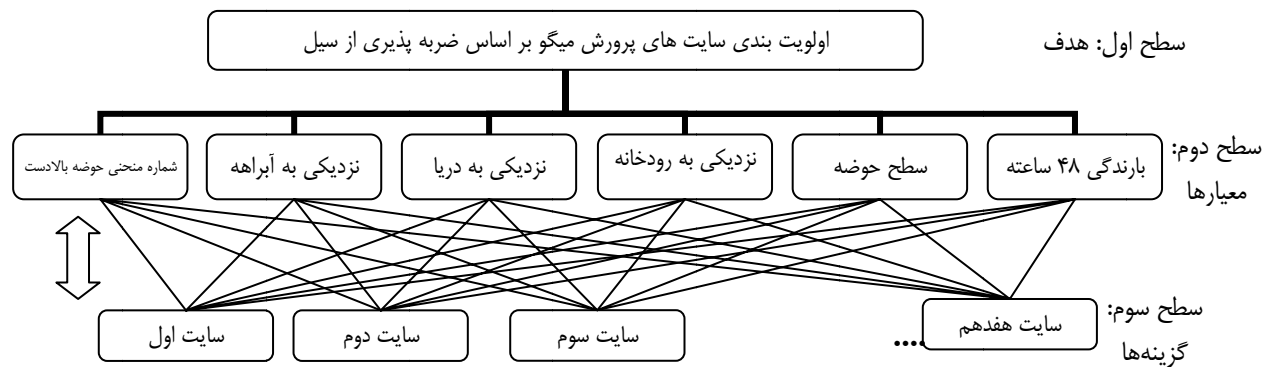 سطح اول: هدف
اولویت بندی سایت های پرورش میگو بر اساس ضربه پذیری از سیل
سطح دوم:
معیارها
بارندگی ۴۸ ساعته
سطح حوضه
نزدیکی به رودخانه
نزدیکی به دریا
نزدیکی به آبراهه
شماره منحنی حوضه بالادست
سطح سوم:
گزینه‌ها
سایت هفدهم
....
سایت سوم
سایت دوم
سایت اول